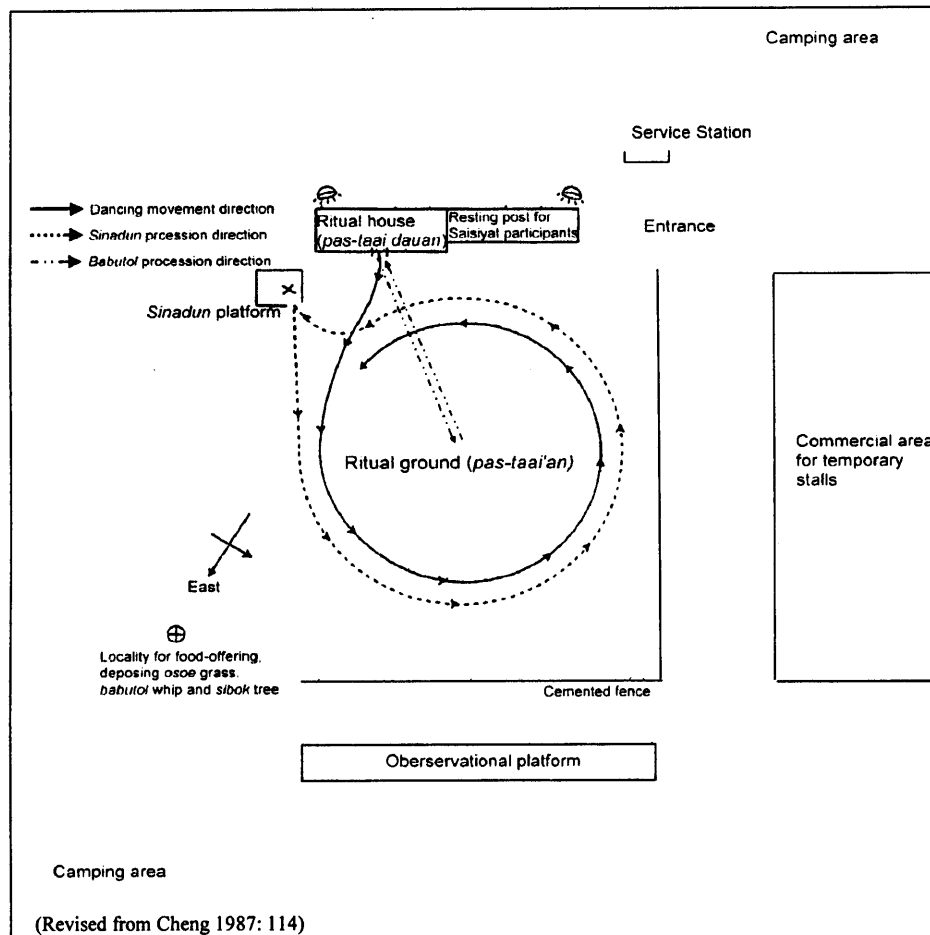 Camping area
Service Station
Dancing movement direction
Sinadun prcession direction
Babutol procession direction
Ritual house
(pas-taai dauan)
Resting post for
Saisiyat participants
Entrance
Sinadun platform
Ritual ground (pas-taai'an)
Commercial area
for temporary
stalls
East
Locality for food-offering,
deposing osoe grass,
babutol whip and sibok tree
Cemented fence
Oberservational platform
Camping area
(Revised from Cheng 1987: 114)